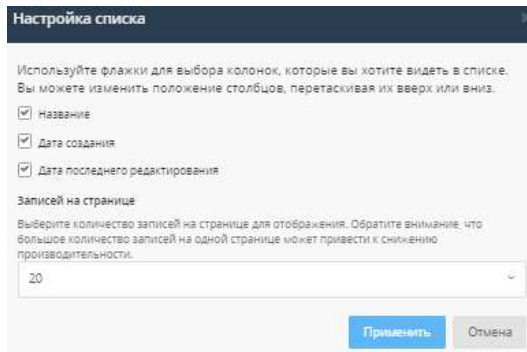 Настройка списка
Используйте флажки для выбора колонок, которые вы хотите видеть в списке.
Вы можете изменить положение столбцов, перетаскивая их вверх или вниз.
Название
Дата создания
Дата последнего редактирования
Записей на странице
Выберите количество записей на странице для отображения. Обратите внимание, что
большое количество записей на одной странице может привести к снижению
производительности.
20
Применить Отмена